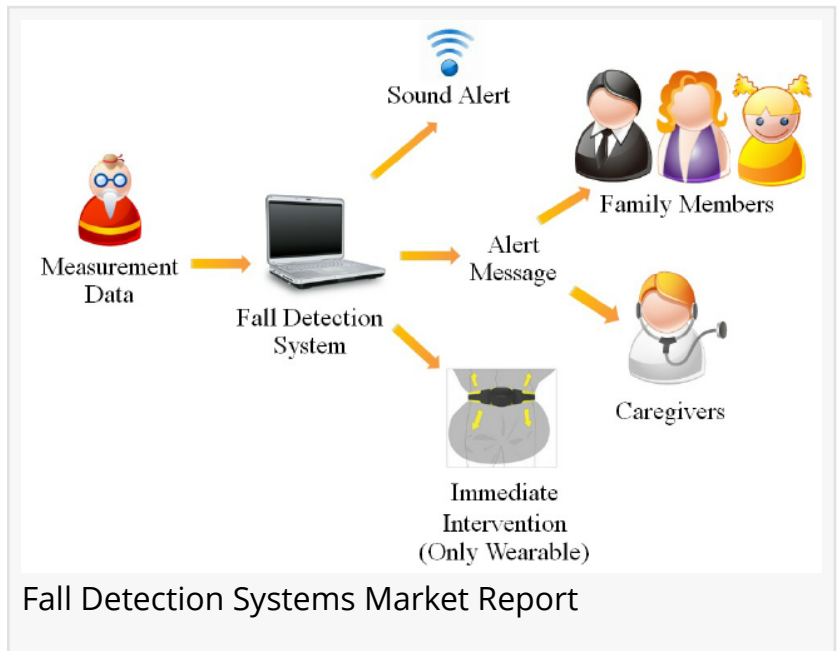 Sound Alert
Family Members
Measurement
Data
Alert
Message
Fall Detection
System
Caregivers
Immediate
Intervention
(Only Wearable)
Fall Detection Systems Market Report